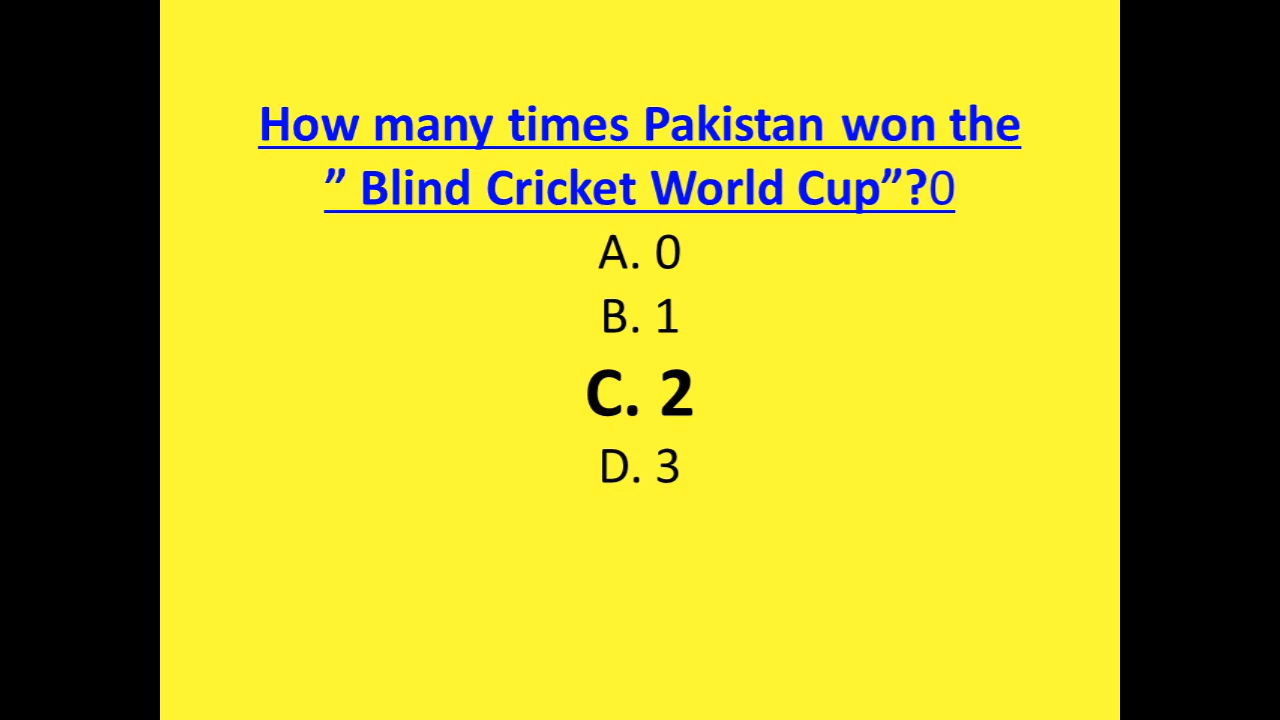 How many times Pakistan won the
” Blind Cricket World Cup”?0
A. 0
B. 1
C. 2
D. 3